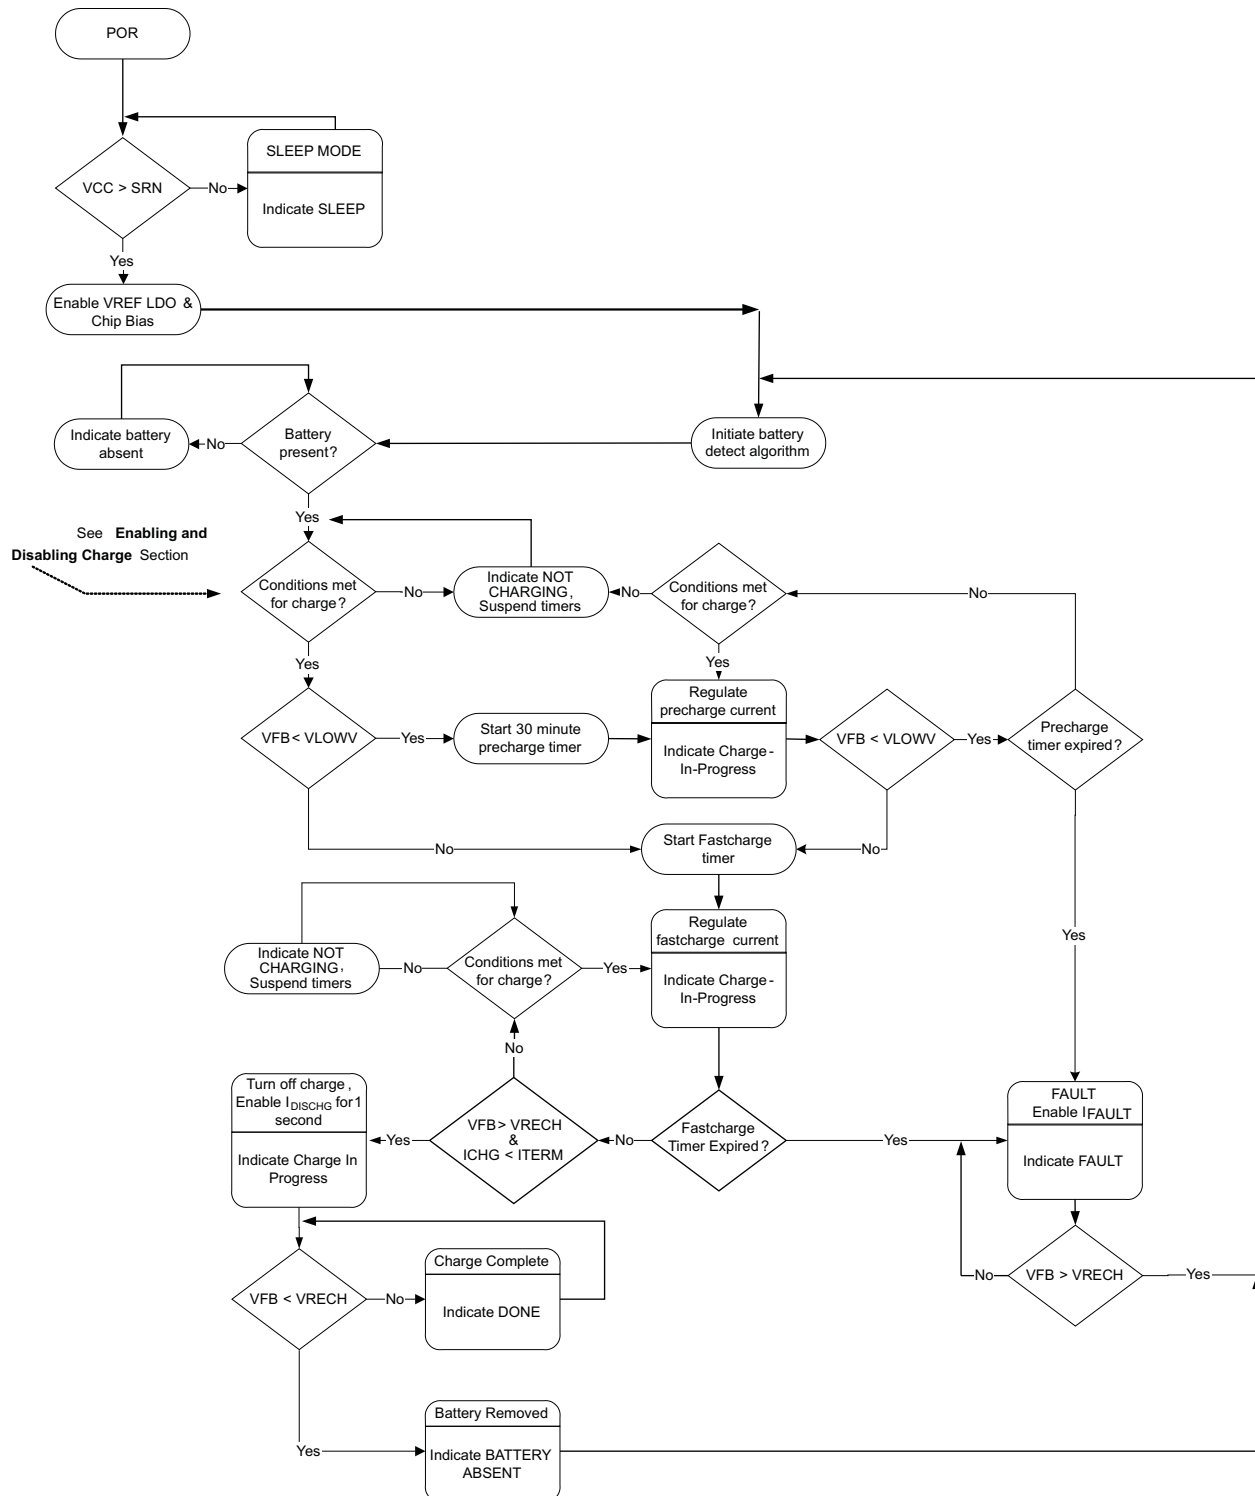 POR
SLEEP MODE
VCC > SRN
No
Indicate SLEEP
Yes
Enable VREF LDO &
Chip Bias
Indicate battery
absent
No
Battery
present?
Initiate battery
detect algorithm
Yes
See Enabling and
Disabling Charge Section
Conditions met
for charge?
No
Indicate NOT
CHARGING,
Suspend timers
No
Conditions met
for charge?
No
Yes
Yes
Regulate
precharge current
Indicate Charge-
In-Progress
VFB < VLOWV
Yes
Start 30 minute
precharge timer
VFB < VLOWV
Yes
Precharge
timer expired?
No
Start Fastcharge
timer
No
Yes
Regulate
fastcharge current
Indicate Charge-
In-Progress
Indicate NOT
CHARGING,
Suspend timers
No
Conditions met
for charge?
Yes
No
Turn off charge,
Enable IDISCHG for 1
second
Indicate Charge In
Progress
Yes
VFB > VRECH
&
ICHG < ITERM
No
Fastcharge
Timer Expired?
Yes
FAULT
Enable IFAULT
Indicate FAULT
Charge Complete
Indicate DONE
VFB < VRECH
No
No
VFB > VRECH
Yes
Battery Removed
Indicate BATTERY
ABSENT
Yes